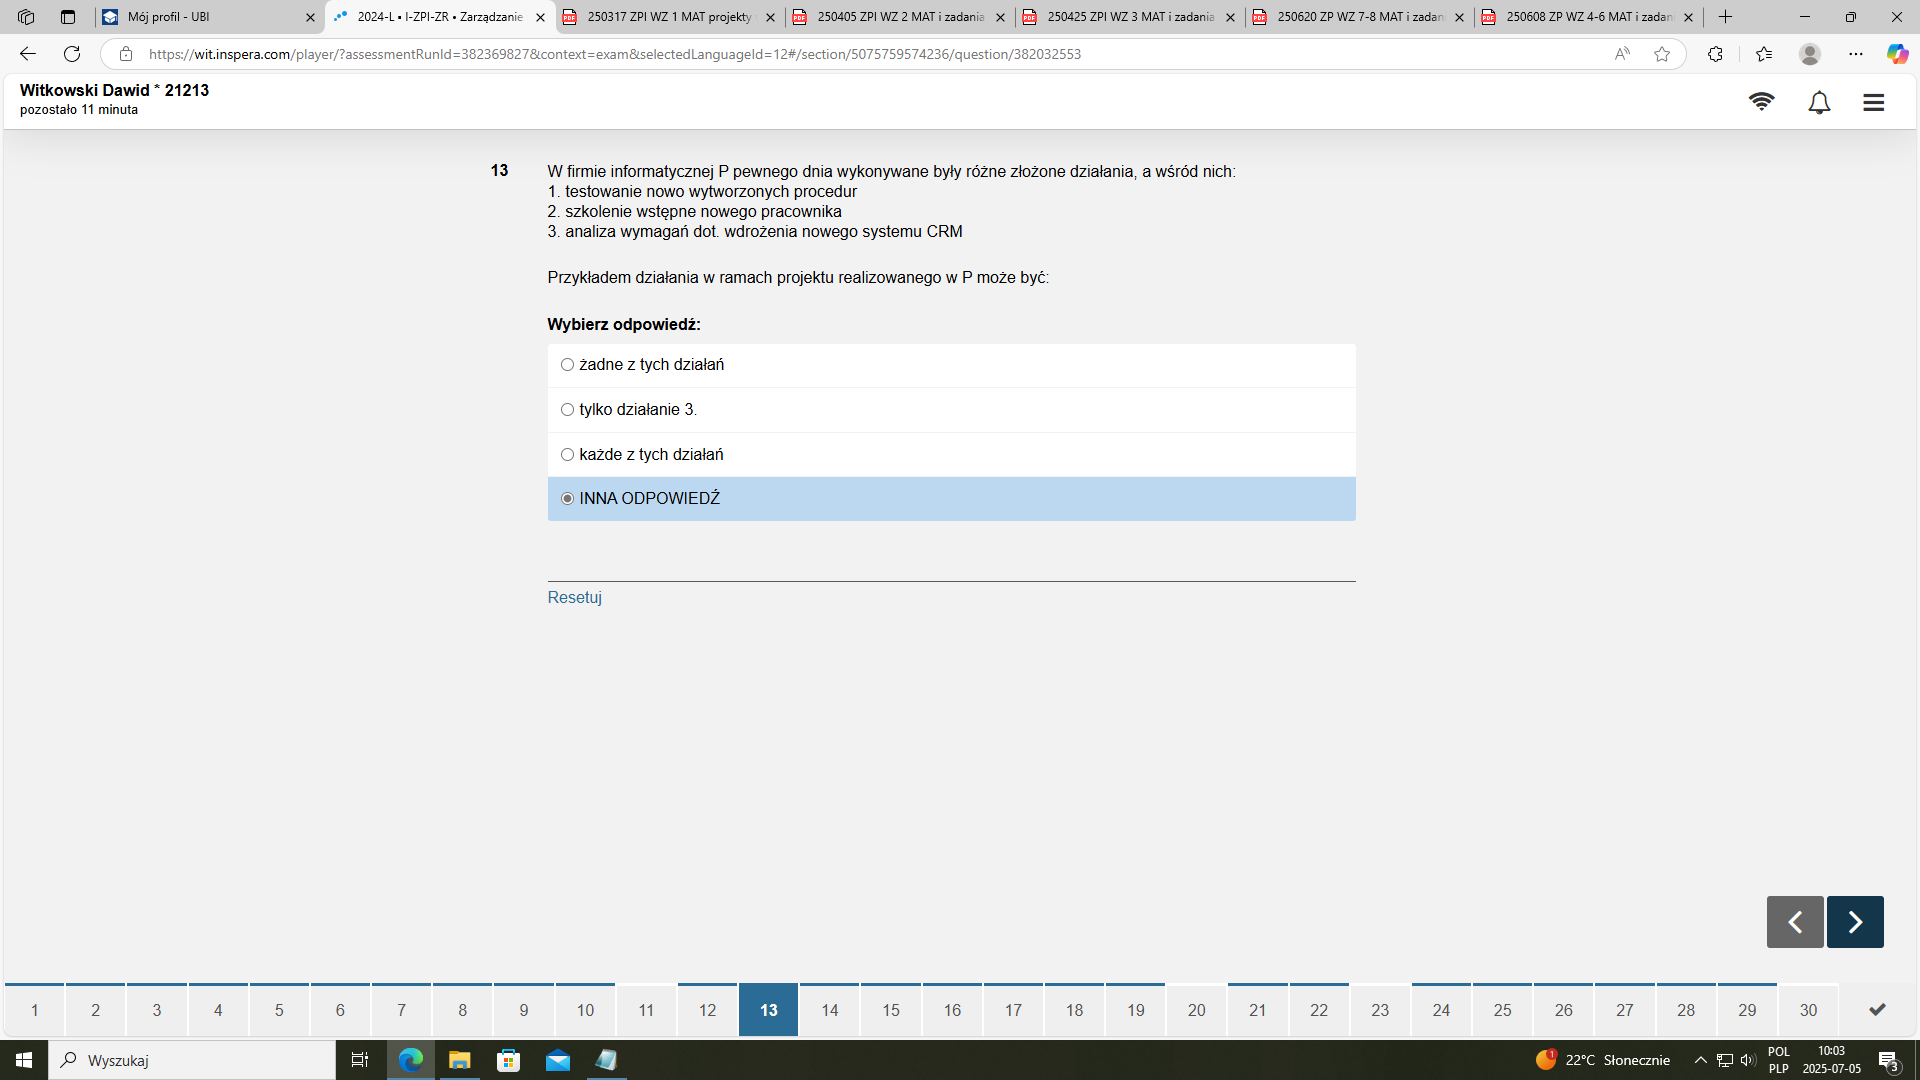 Mój profil - UBI
2024-L • I-ZPI-ZR • Zarządzanie
250317 ZPI WZ 1 MAT projekty
250405 ZPI WZ 2 MAT i zadania
250425 ZPI WZ 3 MAT i zadania
250620 ZP WZ 7-8 MAT i zadan
250608 ZP WZ 4-6 MAT i zadan
https://wit.inspera.com/player/?assessmentRunId=382369827&context=exam&selectedLanguageId=12#/section/5075759574236/question/382032553
Witkowski Dawid * 21213
pozostało 11 minuta
13
W firmie informatycznej P pewnego dnia wykonywane były różne złożone działania, a wśród nich:
1. testowanie nowo wytworzonych procedur
2. szkolenie wstępne nowego pracownika
3. analiza wymagań dot. wdrożenia nowego systemu CRM
Przykładem działania w ramach projektu realizowanego w P może być:
Wybierz odpowiedź:
żadne z tych działań
tylko działanie 3.
każde z tych działań
INNA ODPOWIEDŹ
Resetuj
1 2 3 4 5 6 7 8 9 10 11 12 13 14 15 16 17 18 19 20 21 22 23 24 25 26 27 28 29 30
Wyszukaj
1
22°C Słonecznie
POL
PLP
10:03
2025-07-05
3